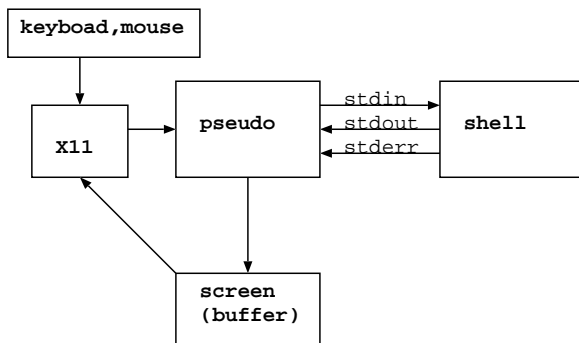 keyboad,mouse
X11
pseudo
stdin
stdout
stderr
shell
screen
(buffer)